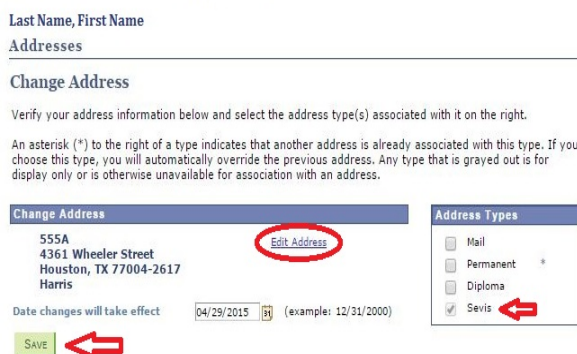 Last Name, First Name
Addresses
Change Address
Verify your address information below and select the address type(s) associated with it on the right.
An asterisk (*) to the right of a type indicates that another address is already associated with this type. If you
choose this type, you will automatically override the previous address. Any type that is grayed out is for
display only or is otherwise unavailable for association with an address.
Change Address
555A
4361 Wheeler Street
Houston, TX 77004-2617
Harris
Edit Address
Date changes will take effect 04/29/2015 31 (example: 12/31/2000)
SAVE
Address Types
Mail
Permanent *
Diploma
Sevis